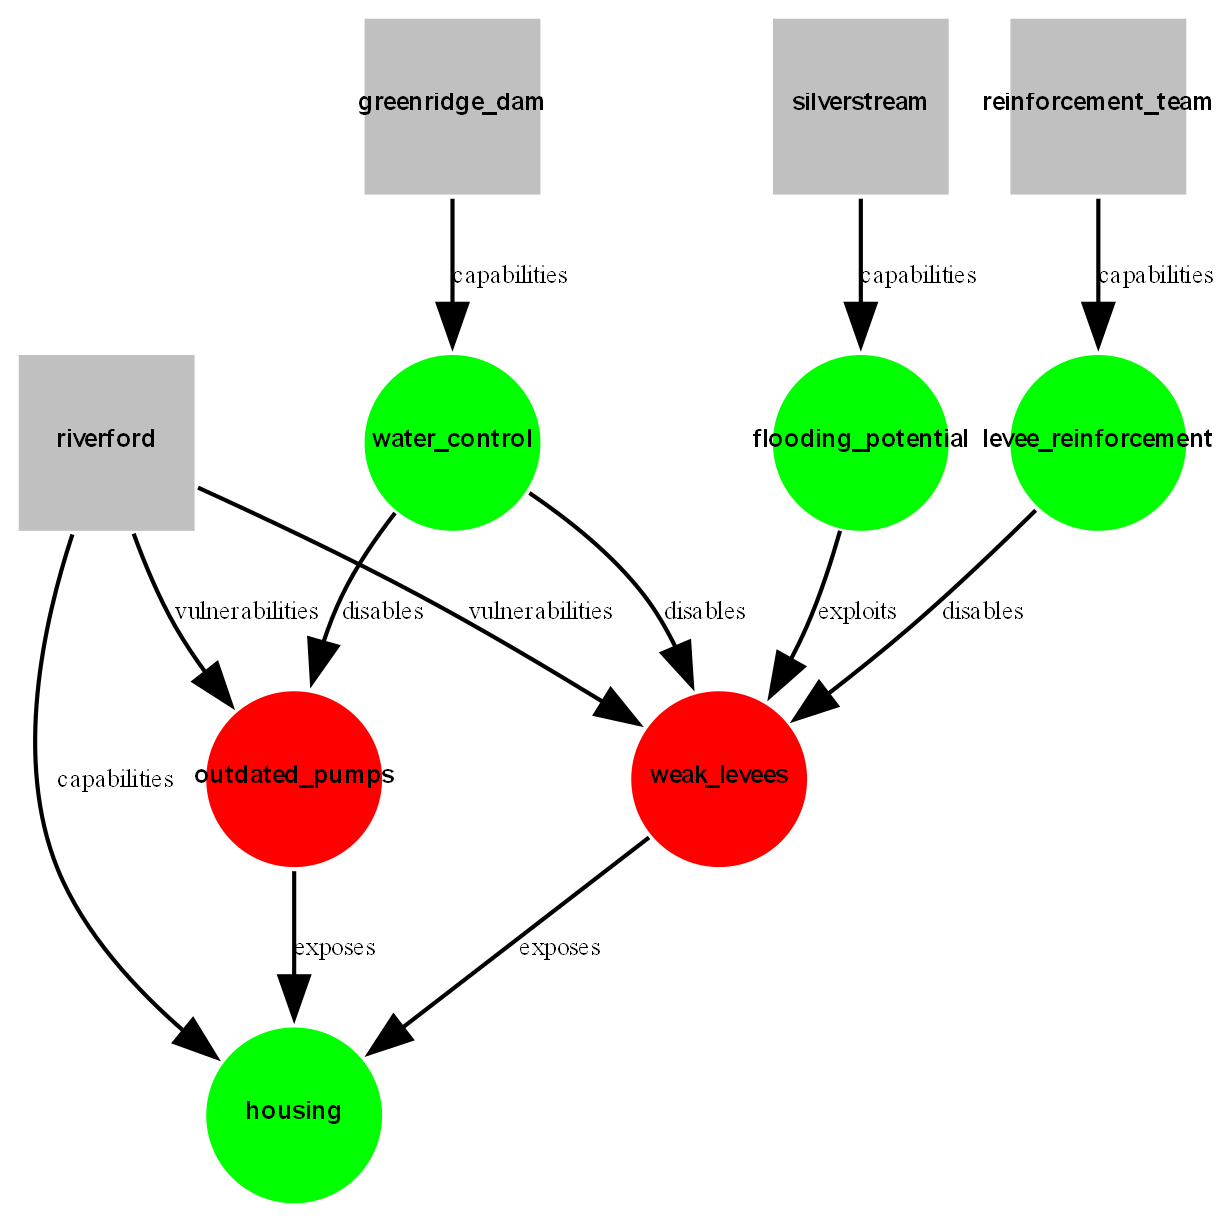 greenridge_dam
silverstream
reinforcement_team
capabilities
capabilities
capabilities
riverford
water_control
flooding_potential
levee_reinforcement
vulnerabilities
disables
vulnerabilities
disables
exploits
disables
capabilities
outdated_pumps
weak_levees
exposes
exposes
housing